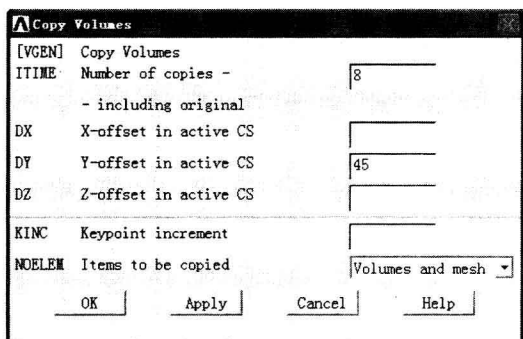 Copy Volumes
[VGEN] Copy Volumes
ITIME Number of copies - 8
- including original
DX X-offset in active CS
DY Y-offset in active CS 45
DZ Z-offset in active CS
KINC Keypoint increment
NOELEM Items to be copied Volumes and mesh
OK Apply Cancel Help